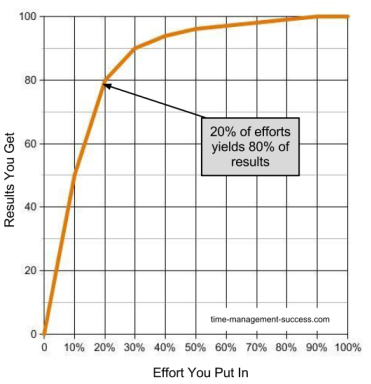 100
80
60
40
20
0
Results You Get
20% of efforts
yields 80% of
results
time-management-success.com
0 10% 20% 30% 40% 50% 60% 70% 80% 90% 100%
Effort You Put In